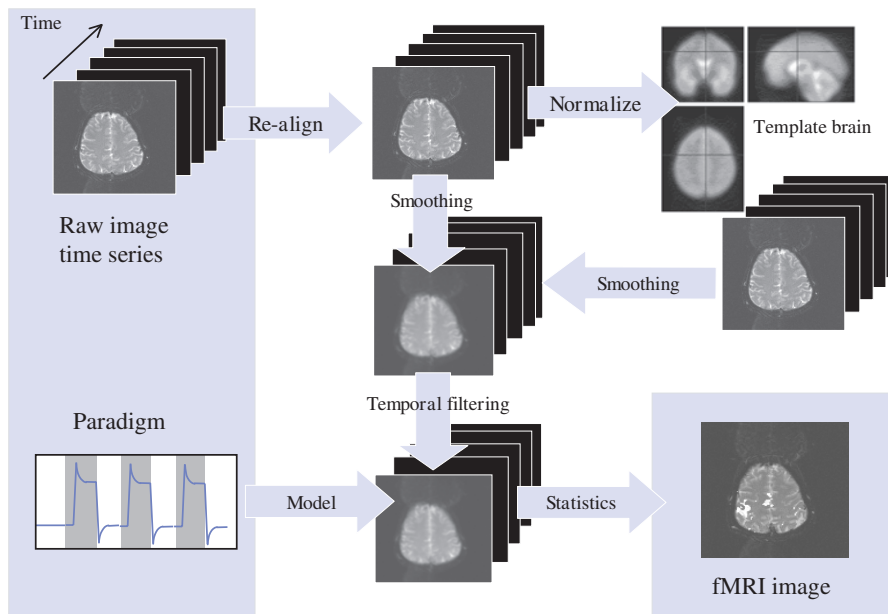 Time
Re-align
Normalize
Template brain
Raw image
time series
Smoothing
Smoothing
Paradigm
Temporal filtering
Model
Statistics
fMRI image